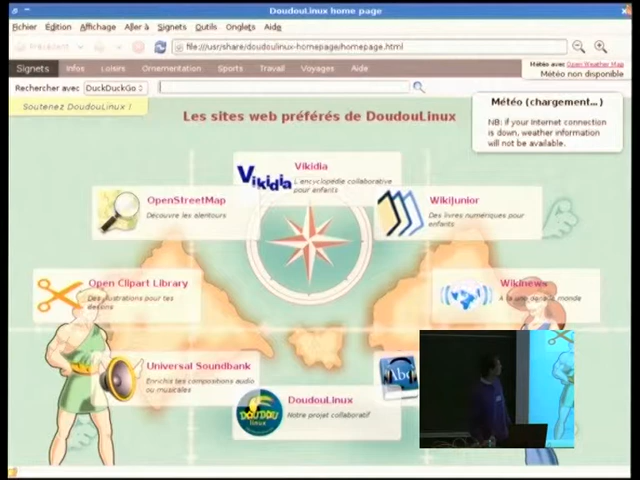 DoudouLinux home page
Fichier Édition Affichage Aller à Signets Outils Onglets Aide
Précédent
file:///usr/share/doudoulinux-homepage/homepage.html
Signets Infos Loisirs Ornementation Sports Travail Voyages Aide
Météo avec Open Weather Map
Météo non disponible
Rechercher avec DuckDuckGo
Soutenez DoudouLinux !
Les sites web préférés de DoudouLinux
Météo (chargement...)
NB: if your Internet connection
is down, weather information
will not be available.
Vikidia
Vikidia
L'encyclopédie collaborative
pour enfants
OpenStreetMap
Découvre les alentours
WikiJunior
Des livres numériques pour
enfants
Open Clipart Library
Des illustrations pour tes
dessins
Wikinews
À la une dans le monde
Universal Soundbank
Enrichis tes compositions audio
ou musicales
Abc
DOUDOU
linux
DoudouLinux
Notre projet collaboratif